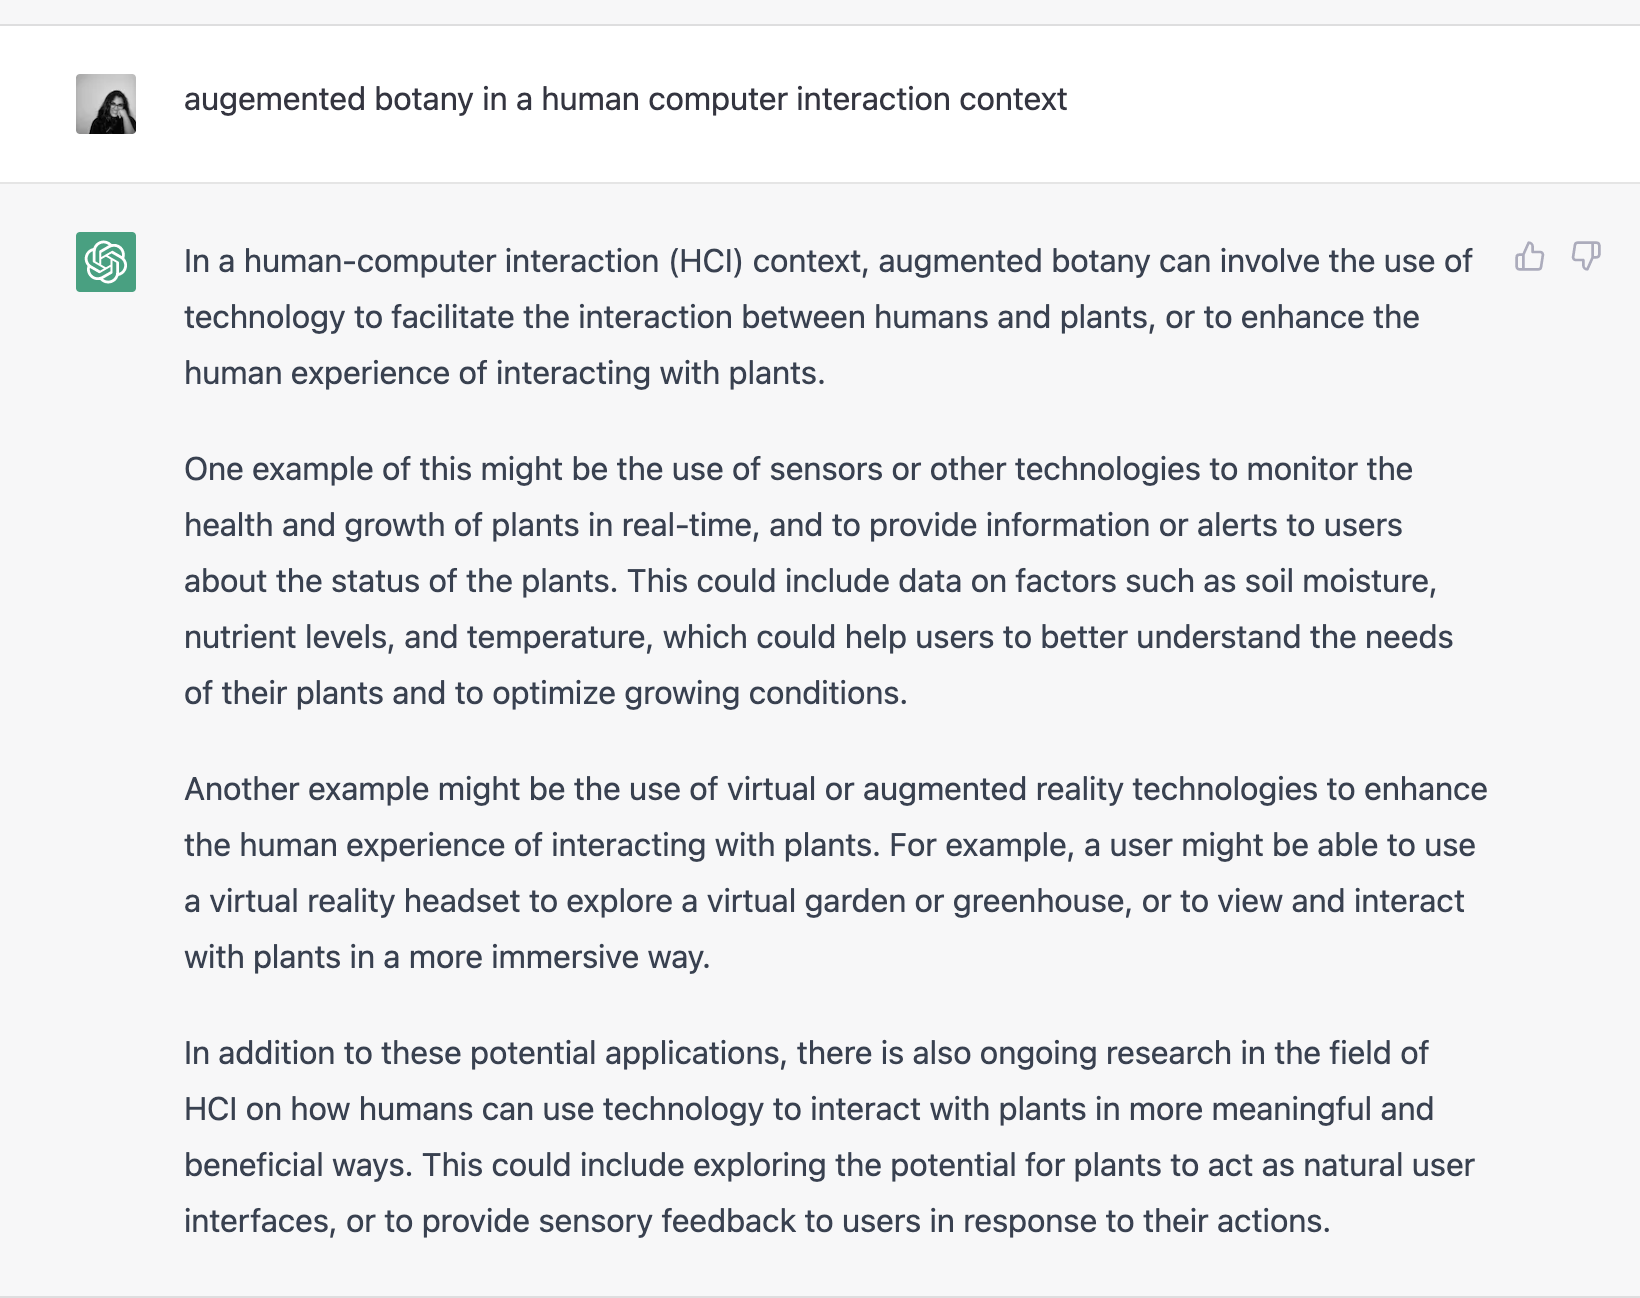 augemented botany in a human computer interaction context
In a human-computer interaction (HCI) context, augmented botany can involve the use of
technology to facilitate the interaction between humans and plants, or to enhance the
human experience of interacting with plants.
One example of this might be the use of sensors or other technologies to monitor the
health and growth of plants in real-time, and to provide information or alerts to users
about the status of the plants. This could include data on factors such as soil moisture,
nutrient levels, and temperature, which could help users to better understand the needs
of their plants and to optimize growing conditions.
Another example might be the use of virtual or augmented reality technologies to enhance
the human experience of interacting with plants. For example, a user might be able to use
a virtual reality headset to explore a virtual garden or greenhouse, or to view and interact
with plants in a more immersive way.
In addition to these potential applications, there is also ongoing research in the field of
HCI on how humans can use technology to interact with plants in more meaningful and
beneficial ways. This could include exploring the potential for plants to act as natural user
interfaces, or to provide sensory feedback to users in response to their actions.